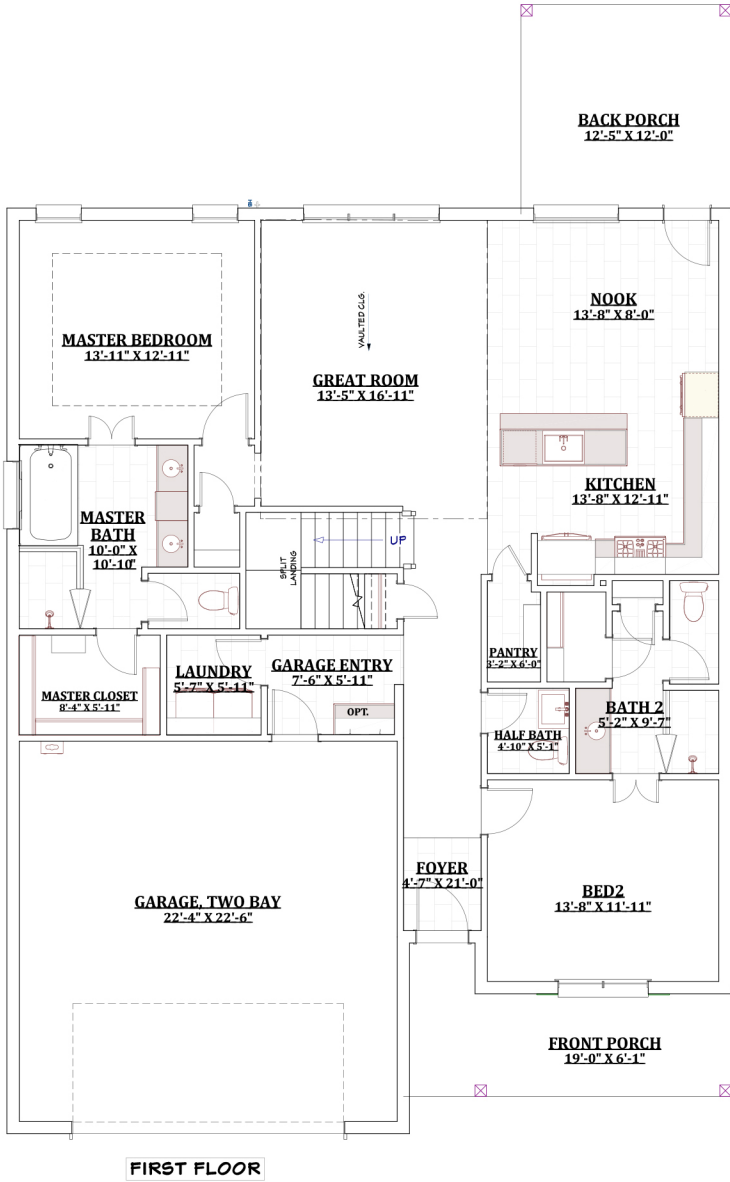 BACK PORCH
12'-5" X 12'-0"
NOOK
13'-8" X 8'-0"
VAULTED CLG.
MASTER BEDROOM
13'-11" X 12'-11"
GREAT ROOM
13'-5" X 16'-11"
KITCHEN
13'-8" X 12'-11"
MASTER
BATH
10'-0" X
10'-10"
UP
SPLIT
LANDING
PANTRY
3'-2" X 6'-0"
LAUNDRY
5'-7" X 5'-11"
GARAGE ENTRY
7'-6" X 5'-11"
MASTER CLOSET
8'-4" X 5'-11"
OPT.
BATH 2
5'-2" X 9'-7"
HALF BATH
4'-10" X 5'-1"
FOYER
4'-7" X 21'-0"
BED2
13'-8" X 11'-11"
GARAGE, TWO BAY
22'-4" X 22'-6"
FRONT PORCH
19'-0" X 6'-1"
FIRST FLOOR